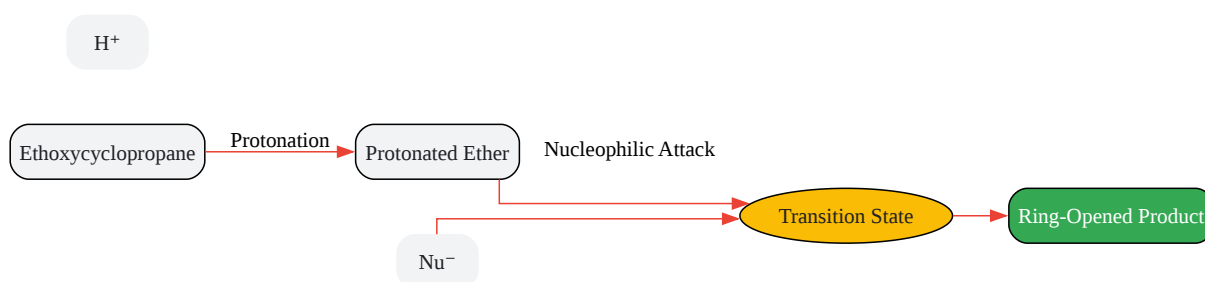 H⁺
Ethoxycyclopropane
Protonation
Protonated Ether
Nucleophilic Attack
Transition State
Ring-Opened Product
Nu⁻